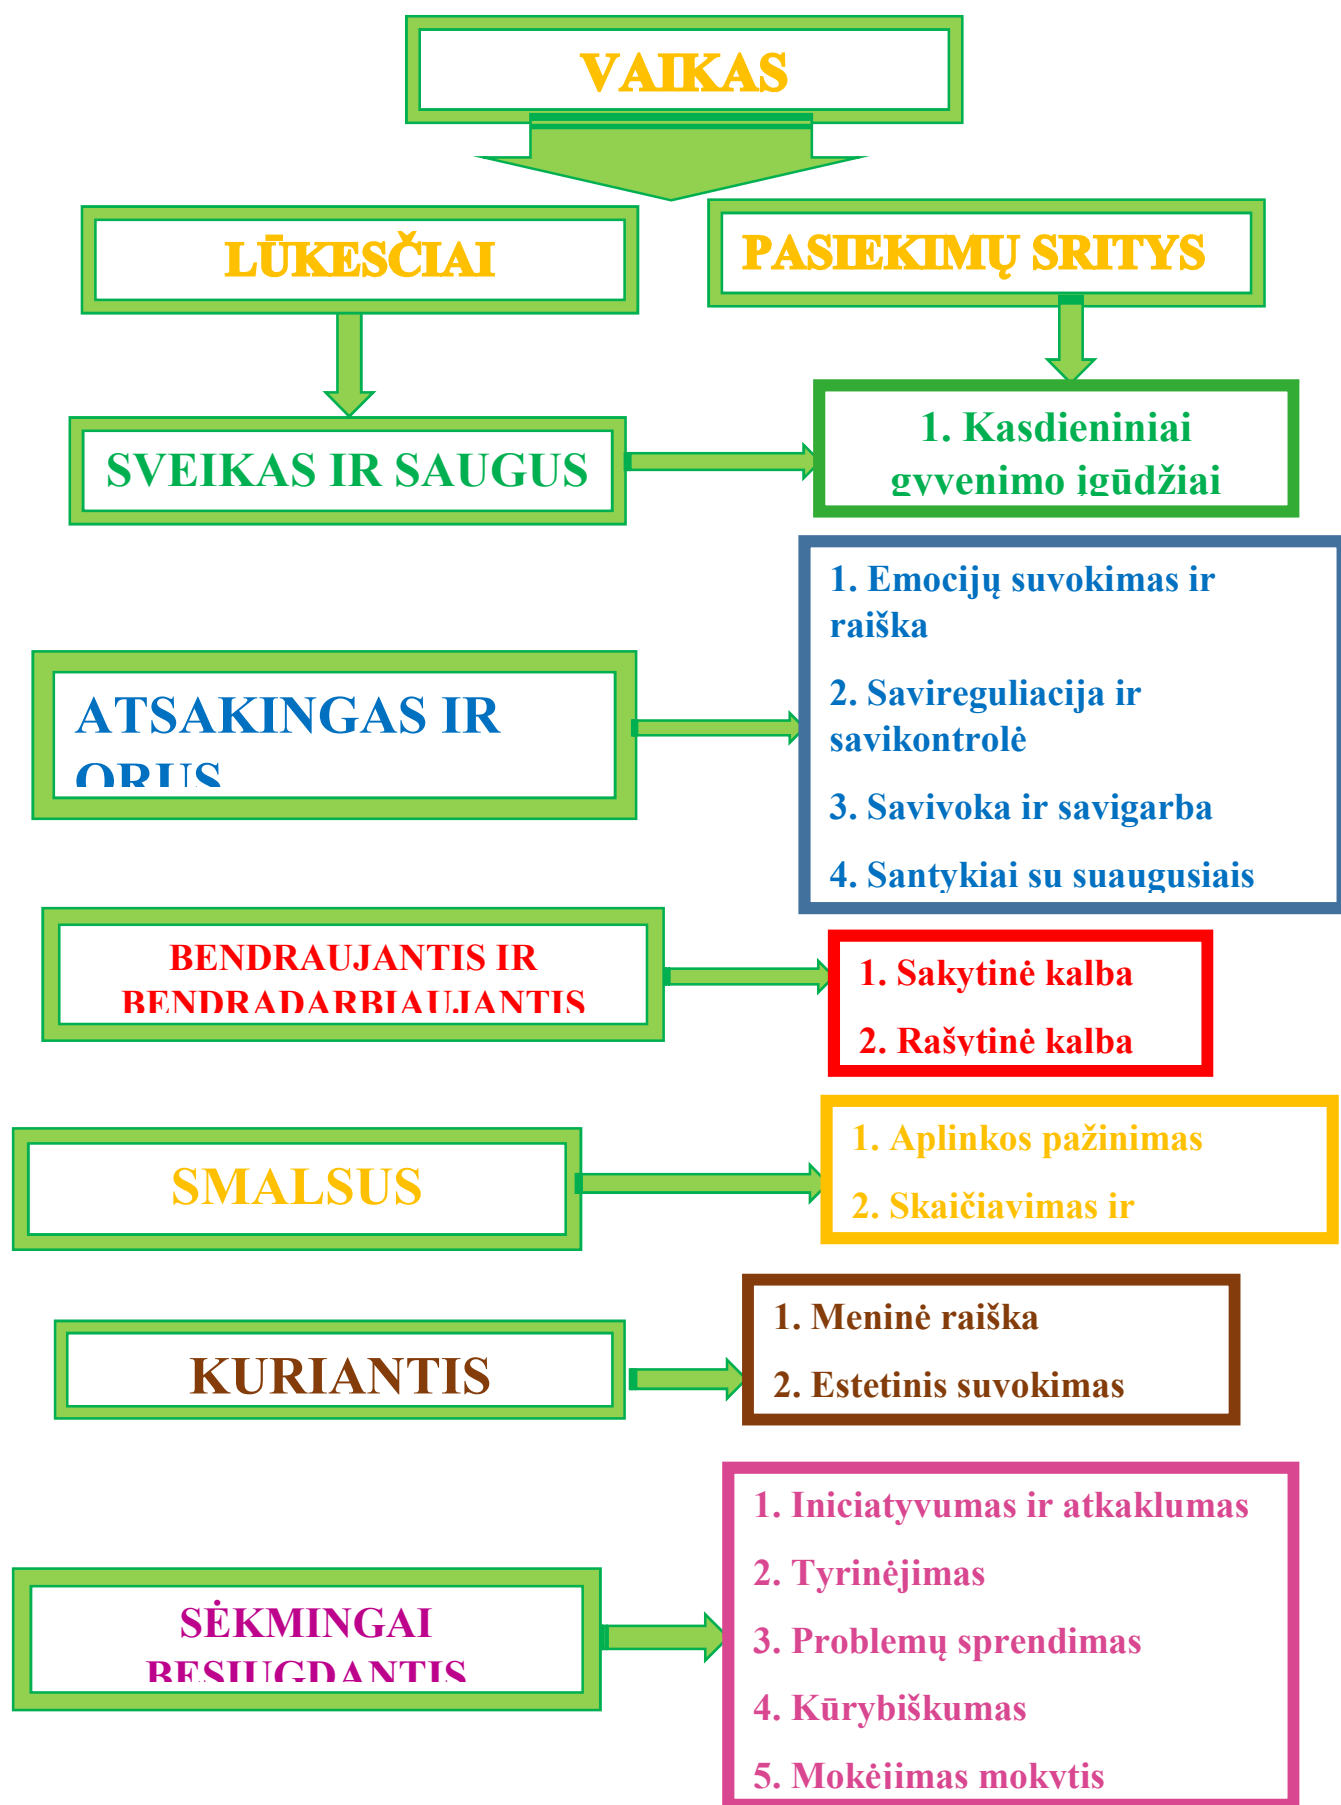 VAIKAS
LŪKESČIAI
PASIEKIMŲ SRITYS
SVEIKAS IR SAUGUS
1. Kasdieniniai
gyvenimo įgūdžiai
ATSAKINGAS IR
ORUS
1. Emocijų suvokimas ir
raiška
2. Savireguliacija ir
savikontrolė
3. Savivoka ir savigarba
4. Santykiai su suaugusiais
BENDRAUJANTIS IR
BENDRADARBIAUJANTIS
1. Sakytinė kalba
2. Rašytinė kalba
SMALSUS
1. Aplinkos pažinimas
2. Skaičiavimas ir
KURIANTIS
1. Meninė raiška
2. Estetinis suvokimas
SĖKMINGAI
BESIUGDANTIS
1. Iniciatyvumas ir atkaklumas
2. Tyrinėjimas
3. Problemų sprendimas
4. Kūrybiškumas
5. Mokėjimas mokytis